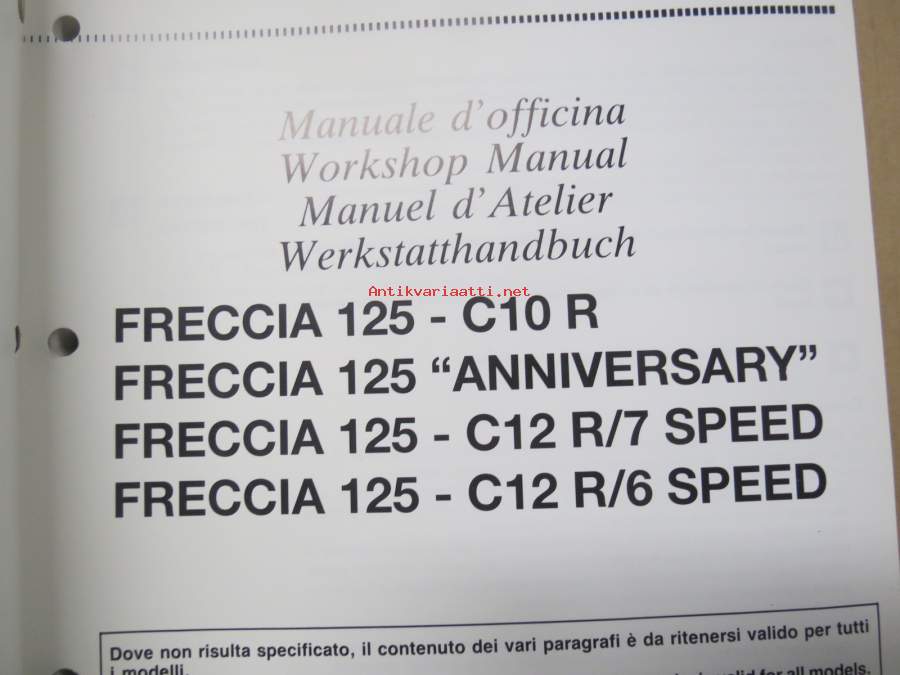 Manuale d'officina
Workshop Manual
Manuel d'Atelier
Werkstatthandbuch
Antikvariaatti.net
FRECCIA 125 - C10 R
FRECCIA 125 “ANNIVERSARY”
FRECCIA 125 - C12 R/7 SPEED
FRECCIA 125 - C12 R/6 SPEED
Dove non risulta specificato, il contenuto dei vari paragrafi è da ritenersi valido per tutti
i modelli.
valid for all models.